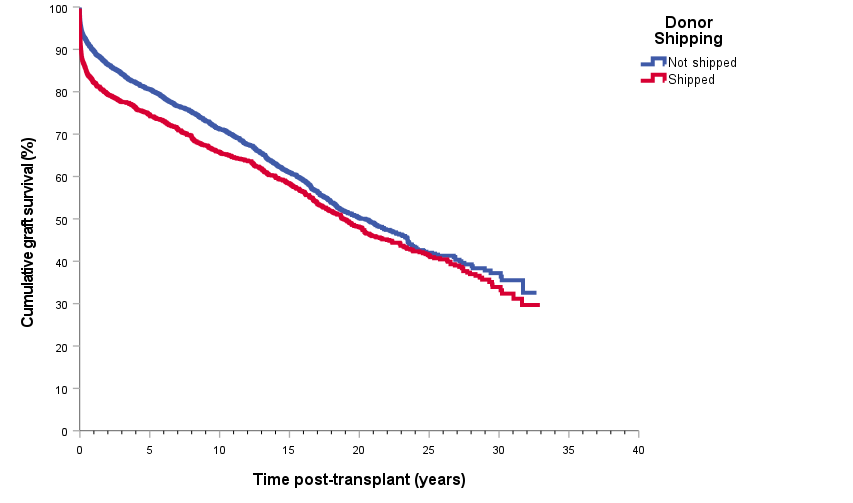 Donor
Shipping
Not shipped
Shipped
Cumulative graft survival (%)
100
90
80
70
60
50
40
30
20
10
0
0 5 10 15 20 25 30 35 40
Time post-transplant (years)